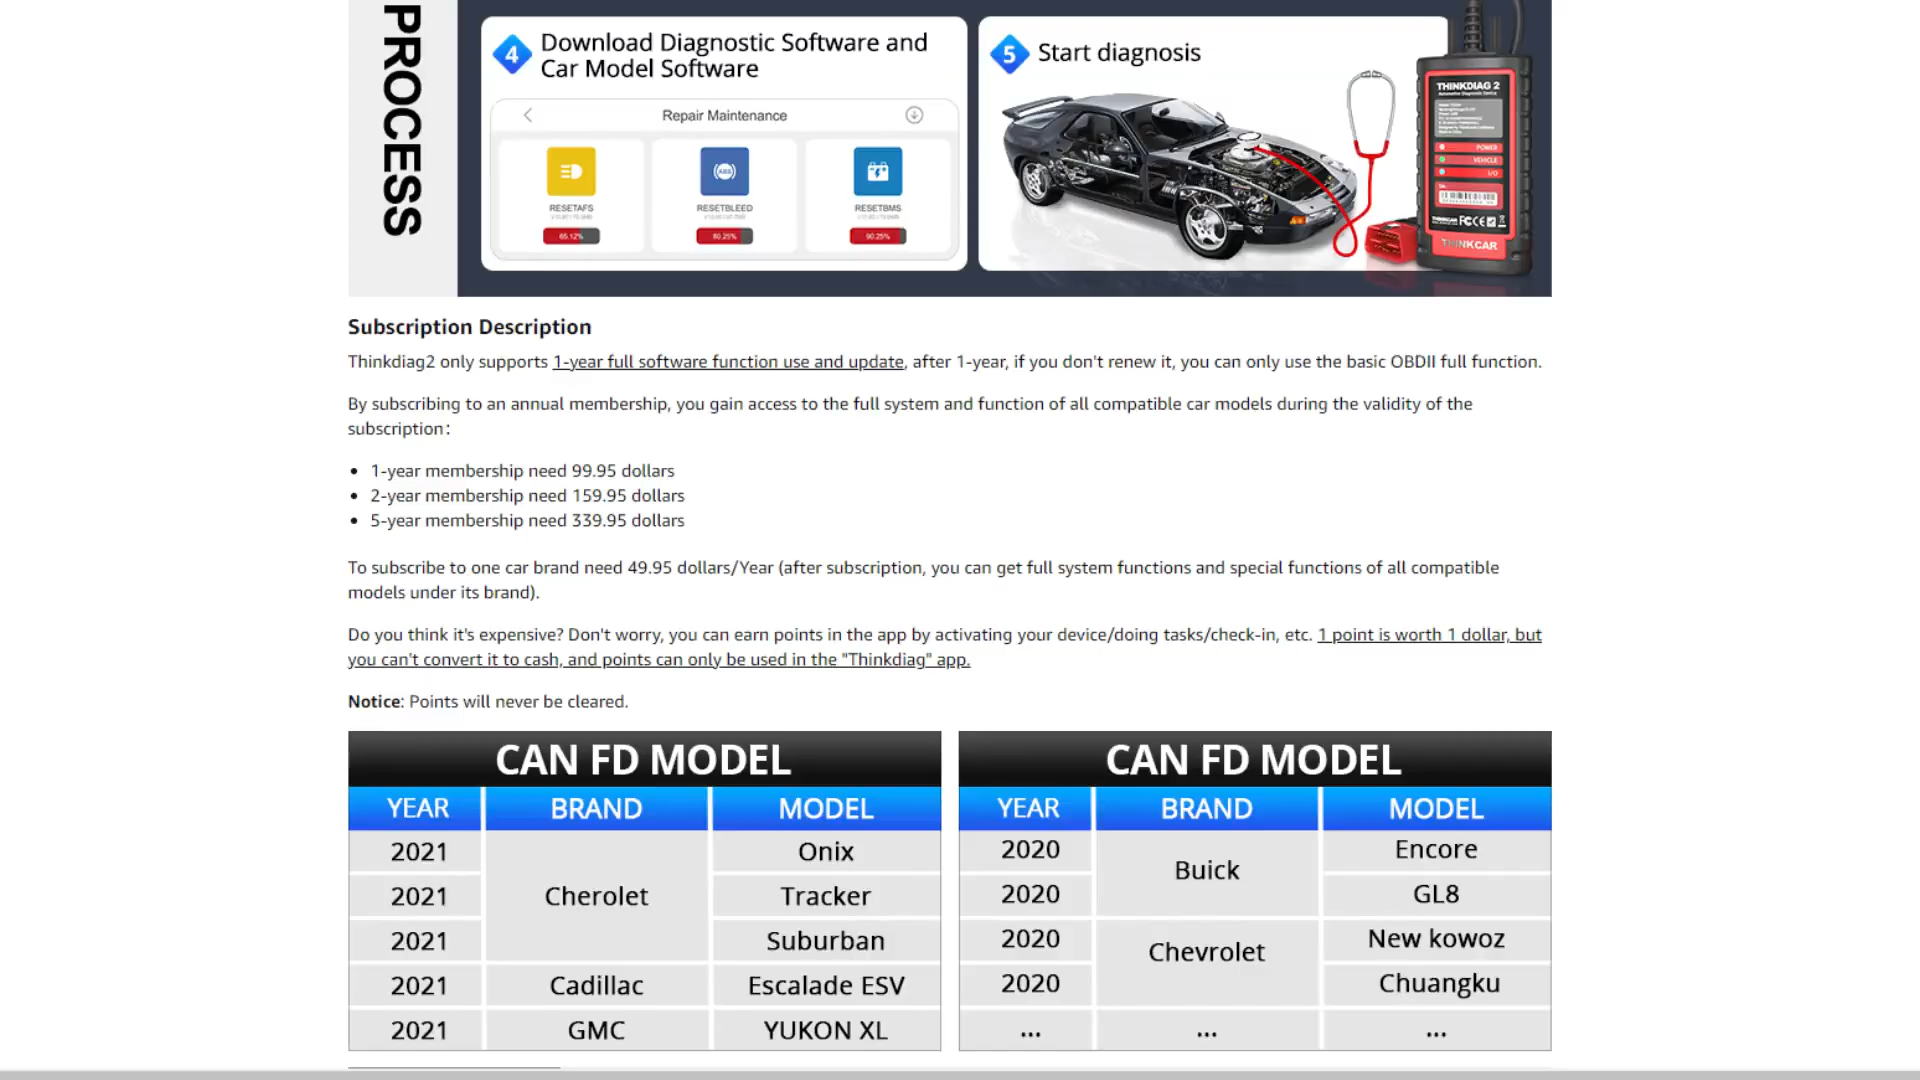 PROCESS
4 Download Diagnostic Software and
Car Model Software
Repair Maintenance
RESETAFS
RESETBLEED
RESETBMS
65.12%
80.25%
90.25%
5 Start diagnosis
THINKDIAG 2
POWER
VEHICLE
I/O
THINKCAR
Subscription Description
Thinkdiag2 only supports 1-year full software function use and update, after 1-year, if you don't renew it, you can only use the basic OBDII full function.
By subscribing to an annual membership, you gain access to the full system and function of all compatible car models during the validity of the
subscription:
• 1-year membership need 99.95 dollars
• 2-year membership need 159.95 dollars
• 5-year membership need 339.95 dollars
To subscribe to one car brand need 49.95 dollars/Year (after subscription, you can get full system functions and special functions of all compatible
models under its brand).
Do you think it's expensive? Don't worry, you can earn points in the app by activating your device/doing tasks/check-in, etc. 1 point is worth 1 dollar, but
you can't convert it to cash, and points can only be used in the "Thinkdiag" app.
Notice: Points will never be cleared.
CAN FD MODEL
YEAR BRAND MODEL
2021 Cherolet Onix
2021 Tracker
2021 Suburban
2021 Cadillac Escalade ESV
2021 GMC YUKON XL
CAN FD MODEL
YEAR BRAND MODEL
2020 Buick Encore
2020 GL8
2020 Chevrolet New kowoz
2020 Chuangku
... ... ...